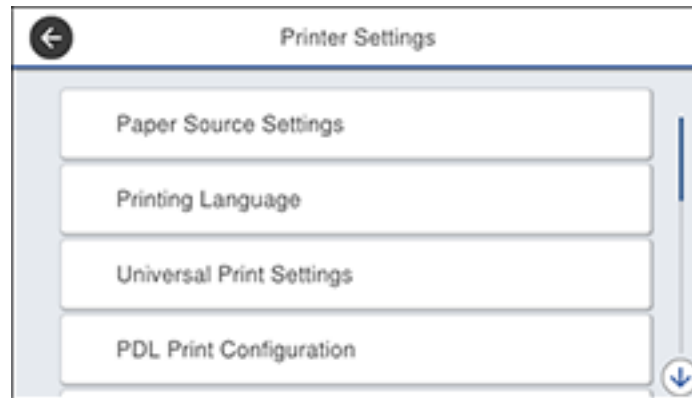 Printer Settings
Paper Source Settings
Printing Language
Universal Print Settings
PDL Print Configuration